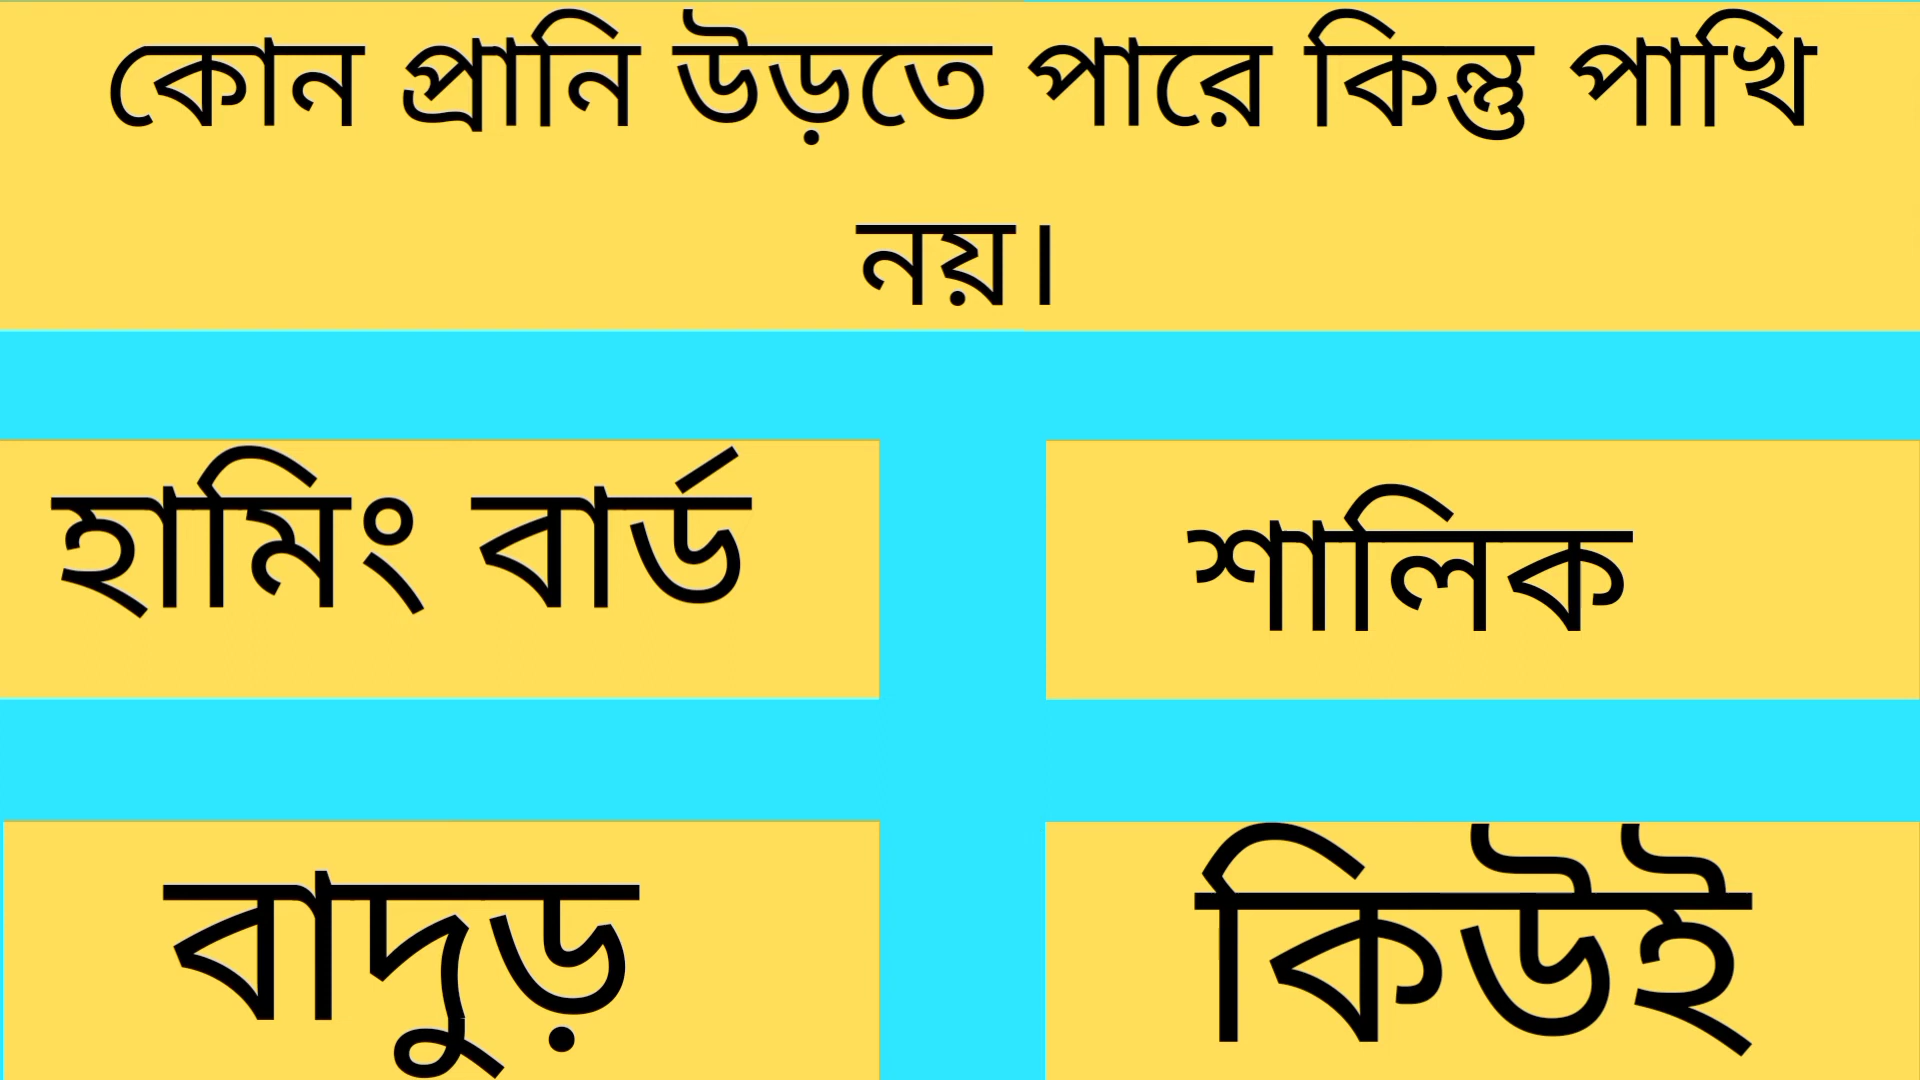 কোন প্রানি উড়তে পারে কিন্তু পাখি
নয়।
হামিং বার্ড
শালিক
বাদুড়
কিউই